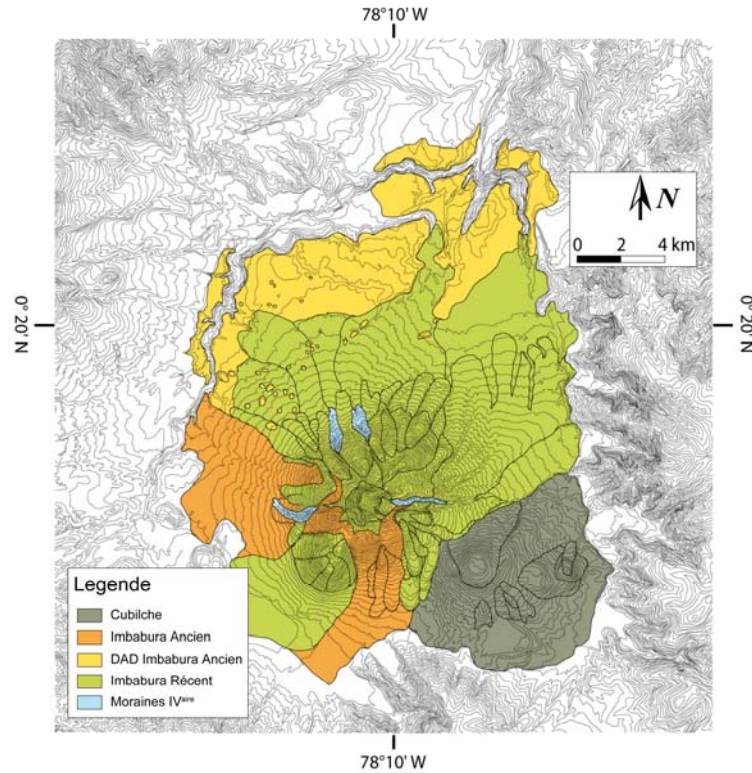 78°10' W
N
0 2 4 km
0° 20' N
0° 20' N
Legende
Cubilche
Imbabura Ancien
DAD Imbabura Ancien
Imbabura Récent
Moraines IVaire
78°10' W